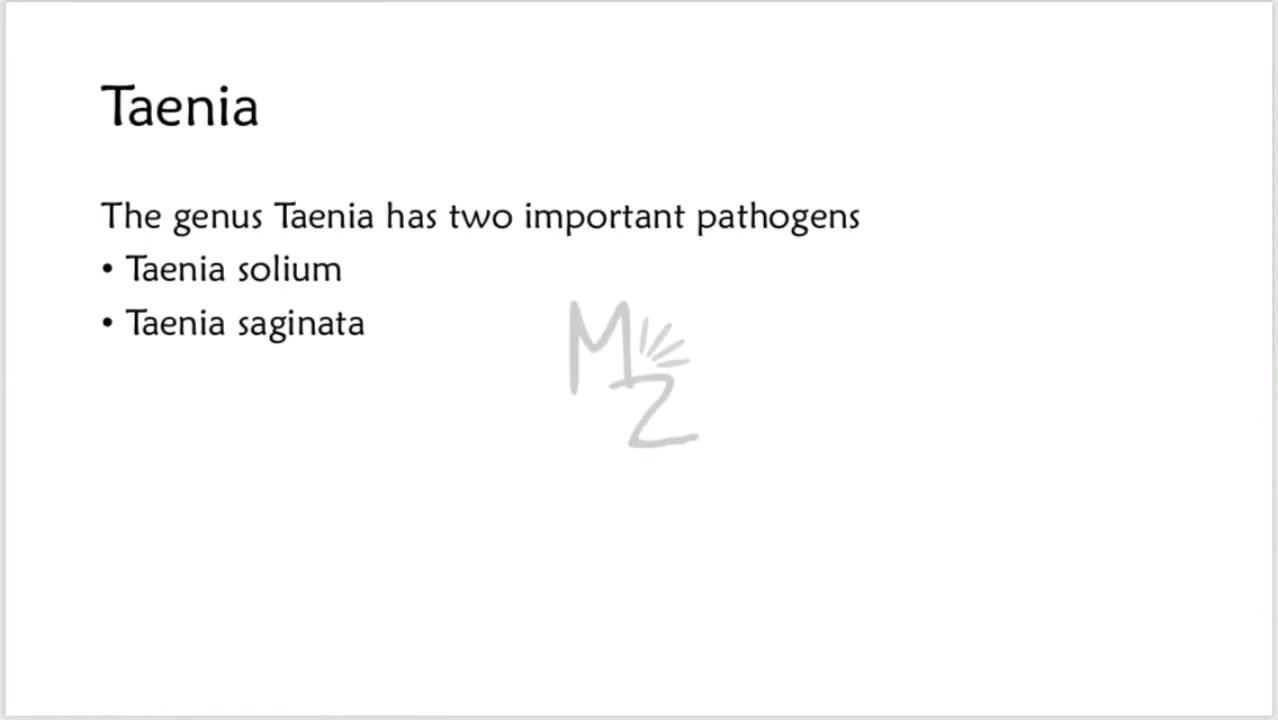 Taenia
The genus Taenia has two important pathogens
• Taenia solium
• Taenia saginata
MZ